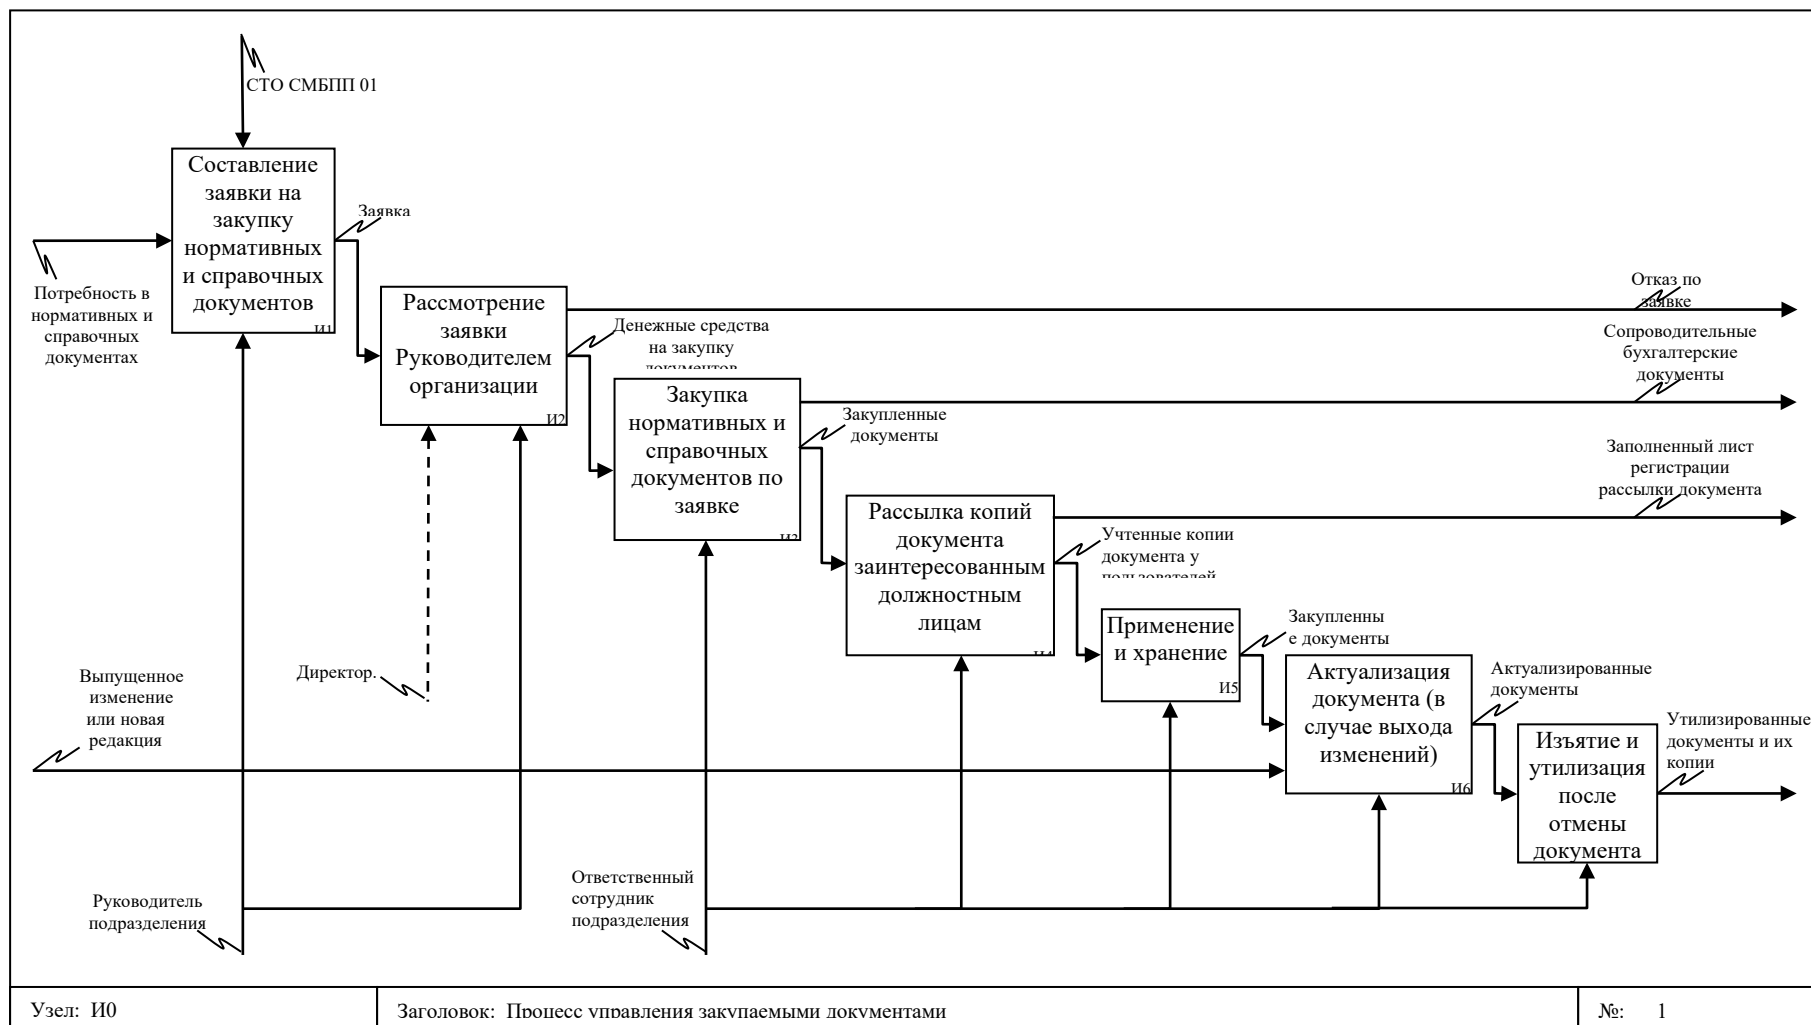 СТО СМБПП 01
Составление
заявки на
закупку
нормативных
и справочных
документов
И1
Заявка
Потребность в
нормативных и
справочных
документах
Рассмотрение
заявки
Руководителем
организации
И2
Отказ по
заявке
Денежные средства
на закупку
документов
Сопроводительные
бухгалтерские
документы
Закупка
нормативных и
справочных
документов по
заявке
И3
Закупленные
документы
Заполненный лист
регистрации
рассылки документа
Рассылка копий
документа
заинтересованным
должностным
лицам
И4
Учтенные копии
документа у
пользователей
Применение
и хранение
И5
Закупленны
е документы
Директор.
Выпущенное
изменение
или новая
редакция
Актуализация
документа (в
случае выхода
изменений)
И6
Актуализированные
документы
Изъятие и
утилизация
после
отмены
документа
Утилизированные
документы и их
копии
Руководитель
подразделения
Ответственный
сотрудник
подразделения
Узел: И0
Заголовок: Процесс управления закупаемыми документами
№: 1